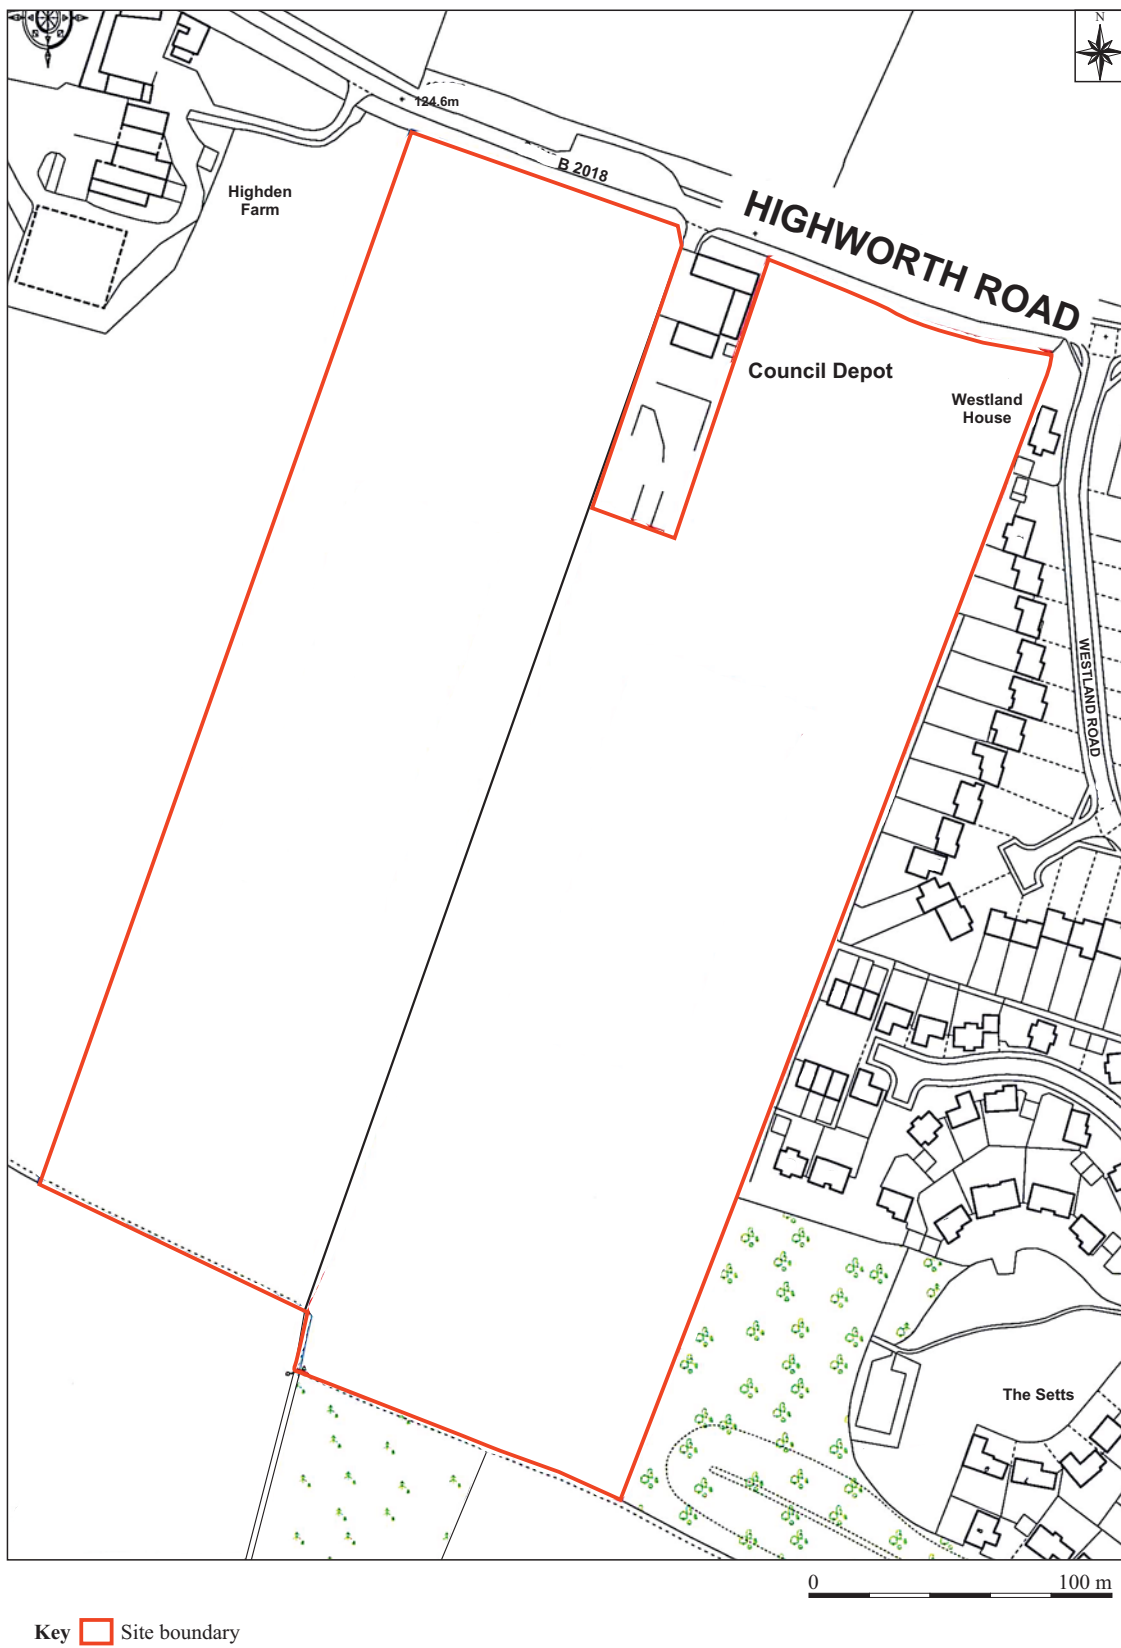 N
124.6m
B 2018
HIGHWORTH ROAD
Highden
Farm
Council Depot
Westland
House
WESTLAND ROAD
The Setts
0 100 m
Key Site boundary